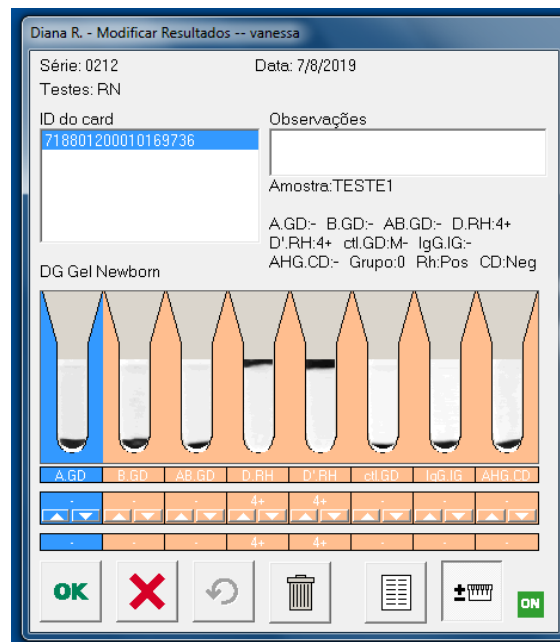 Diana R. - Modificar Resultados -- vanessa
Série: 0212 Data: 7/8/2019
Testes: RN
ID do card Observações
718801200010169736
Amostra:TESTE1
A.GD:- B.GD:- AB.GD:- D.RH:4+
D'.RH:4+ ctl.GD:M- IgG.IG:-
AHG.CD:- Grupo:0 Rh:Pos CD:Neg
DG Gel Newborn
A.GD B.GD AB.GD D.RH D'.RH ctl.GD IgG.IG AHG.CD
- - - 4+ 4+ - - -
- - - 4+ 4+ - - -
OK ± ON